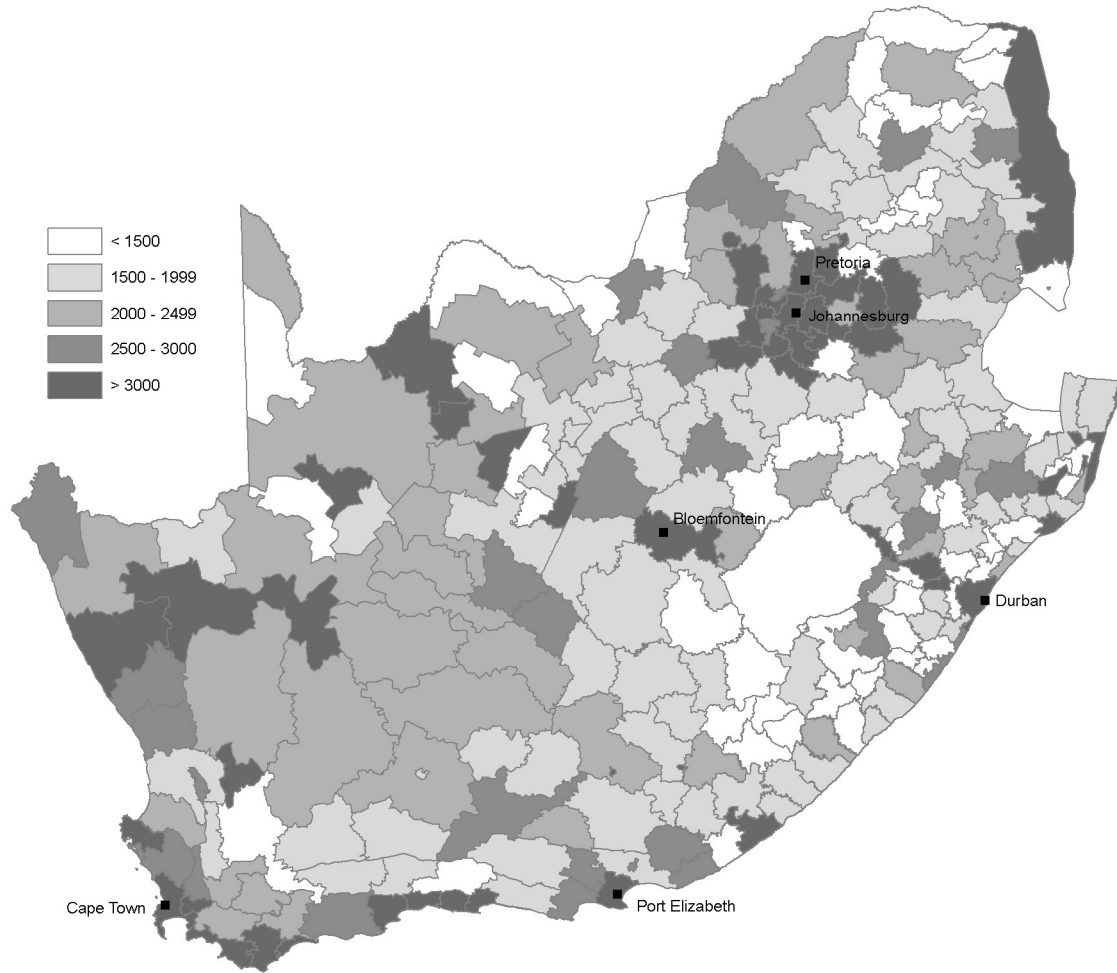 < 1500
1500 - 1999
2000 - 2499
2500 - 3000
> 3000
Pretoria
Johannesburg
Bloemfontein
Durban
Cape Town
Port Elizabeth